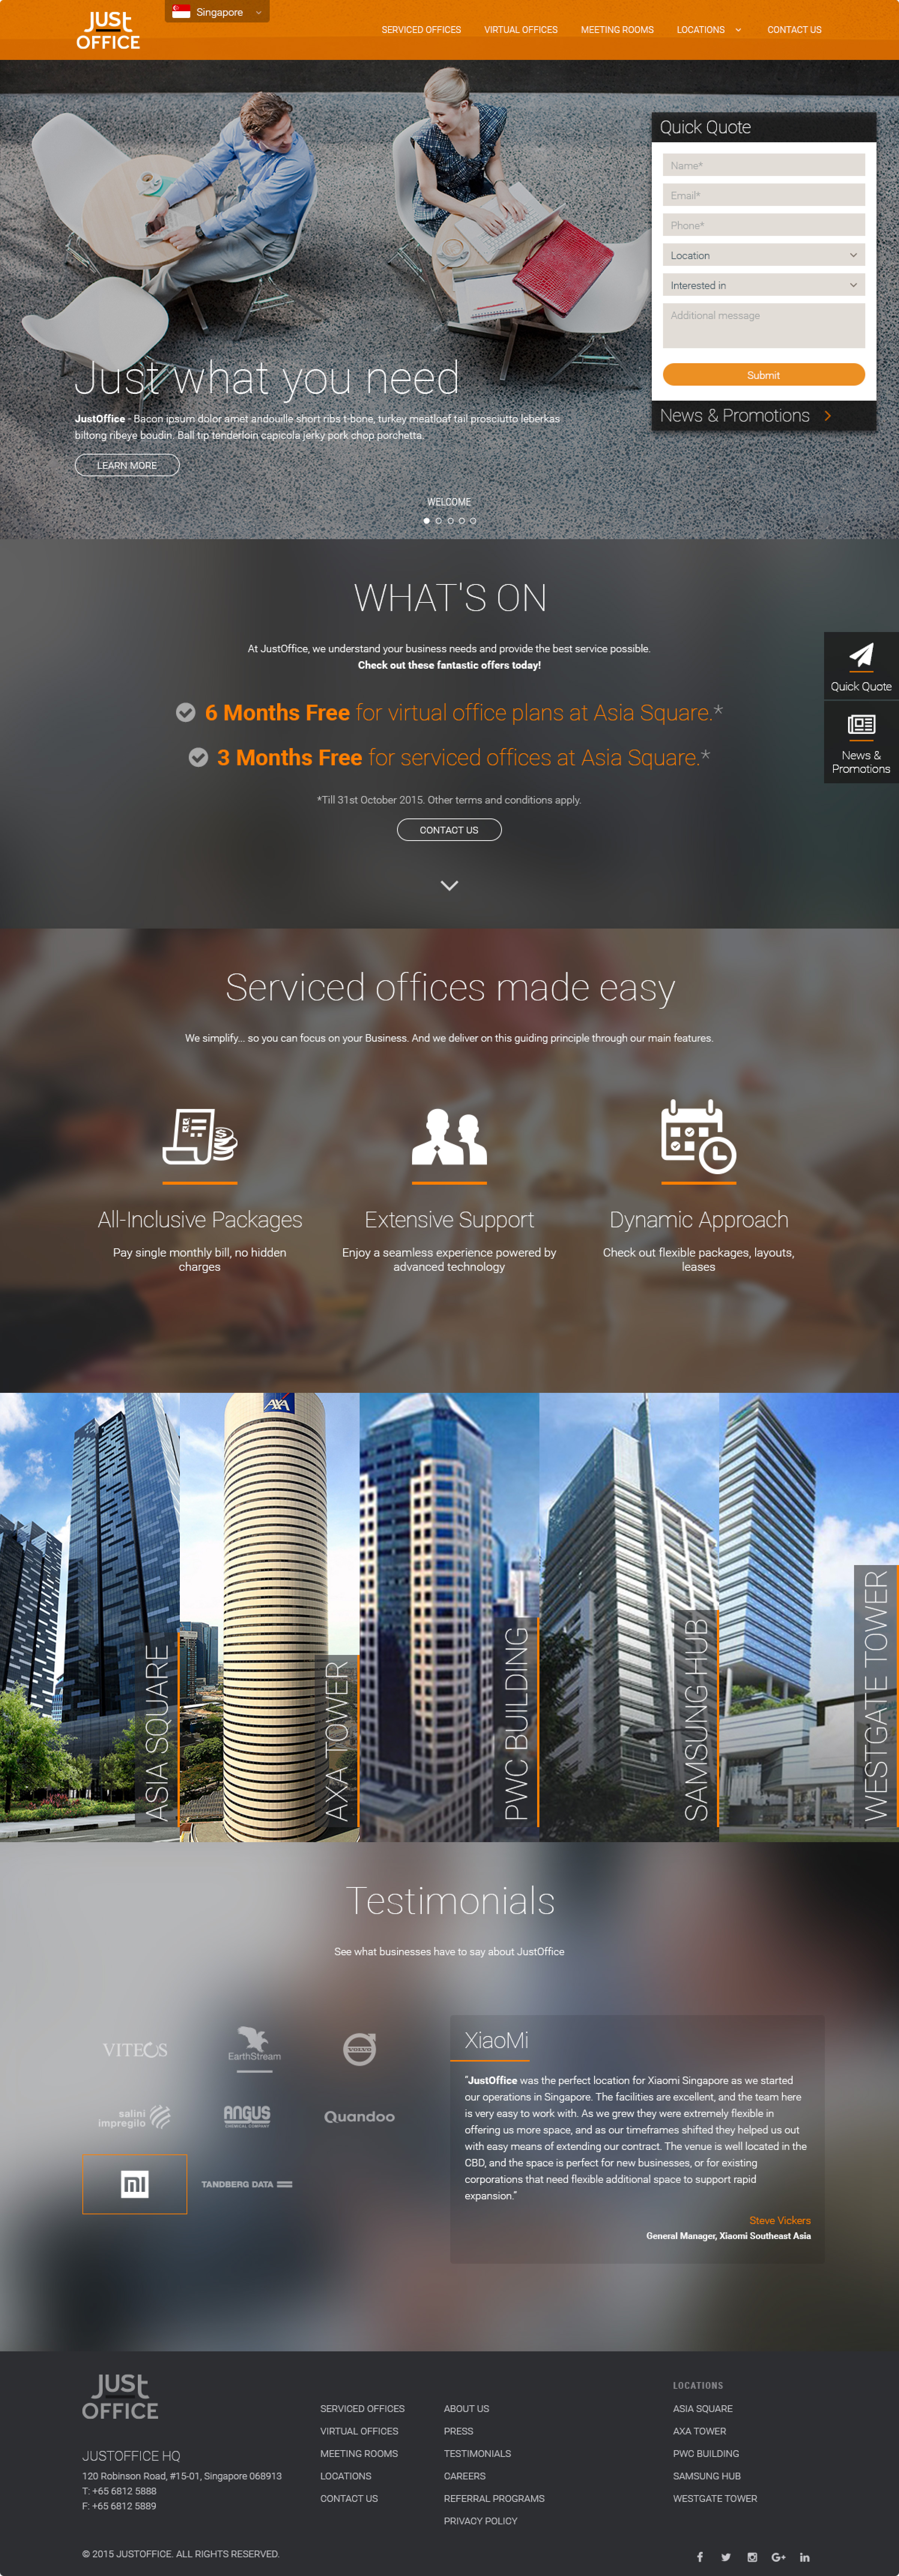 JUST
OFFICE
Singapore
SERVICED OFFICES
VIRTUAL OFFICES
MEETING ROOMS
LOCATIONS
CONTACT US
Quick Quote
Name*
Email*
Phone*
Location
Interested in
Additional message
Submit
News & Promotions
Just what you need
JustOffice - Bacon ipsum dolor amet andouille short ribs t-bone, turkey meatloaf tail prosciutto leberkas
biltong ribeye boudin. Ball tip tenderloin capicola jerky pork chop porchetta.
LEARN MORE
WELCOME
WHAT'S ON
At JustOffice, we understand your business needs and provide the best service possible.
Check out these fantastic offers today!
6 Months Free for virtual office plans at Asia Square.*
3 Months Free for serviced offices at Asia Square.*
*Till 31st October 2015. Other terms and conditions apply.
CONTACT US
Quick Quote
News &
Promotions
Serviced offices made easy
We simplify... so you can focus on your Business. And we deliver on this guiding principle through our main features.
All-Inclusive Packages
Pay single monthly bill, no hidden
charges
Extensive Support
Enjoy a seamless experience powered by
advanced technology
Dynamic Approach
Check out flexible packages, layouts,
leases
AXA
ASIA SQUARE
AXA TOWER
PWC BUILDING
SAMSUNG HUB
WESTGATE TOWER
Testimonials
See what businesses have to say about JustOffice
VITEOS
EarthStream
VOLVO
salini
impregilo
ANGUS
CHEMICAL COMPANY
Quandoo
mi
TANDBERG DATA
XiaoMi
"JustOffice was the perfect location for Xiaomi Singapore as we started
our operations in Singapore. The facilities are excellent, and the team here
is very easy to work with. As we grew they were extremely flexible in
offering us more space, and as our timeframes shifted they helped us out
with easy means of extending our contract. The venue is well located in the
CBD, and the space is perfect for new businesses, or for existing
corporations that need flexible additional space to support rapid
expansion."
Steve Vickers
General Manager, Xiaomi Southeast Asia
JUST
OFFICE
JUSTOFFICE HQ
120 Robinson Road, #15-01, Singapore 068913
T: +65 6812 5888
F: +65 6812 5889
SERVICED OFFICES
VIRTUAL OFFICES
MEETING ROOMS
LOCATIONS
CONTACT US
ABOUT US
PRESS
TESTIMONIALS
CAREERS
REFERRAL PROGRAMS
PRIVACY POLICY
LOCATIONS
ASIA SQUARE
AXA TOWER
PWC BUILDING
SAMSUNG HUB
WESTGATE TOWER
© 2015 JUSTOFFICE. ALL RIGHTS RESERVED.